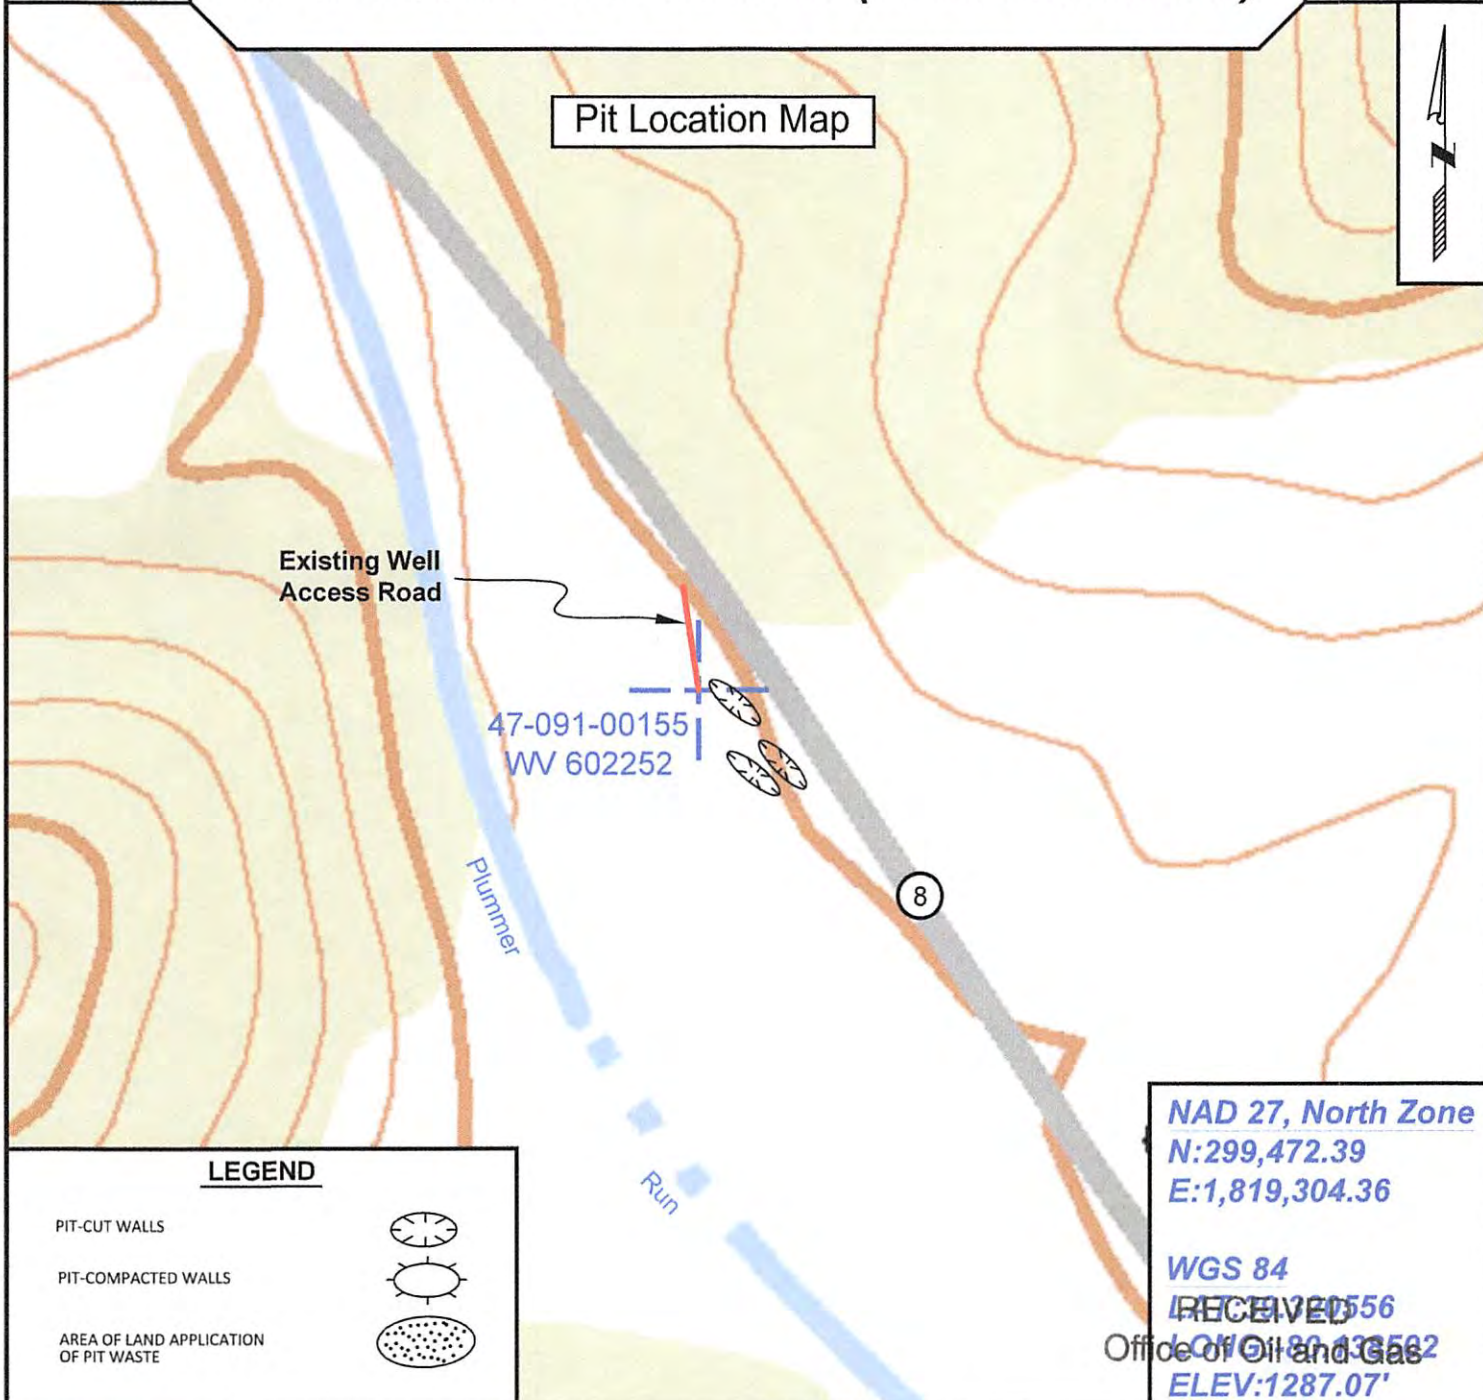 Pit Location Map
N
Existing Well
Access Road
47-091-00155
WV 602252
Plummer
8
Run
NAD 27, North Zone
N:299,472.39
E:1,819,304.36
WGS 84
RECEIVED
Office of Oil and Gas
ELEV:1287.07'
LEGEND
PIT-CUT WALLS
PIT-COMPACTED WALLS
AREA OF LAND APPLICATION
OF PIT WASTE